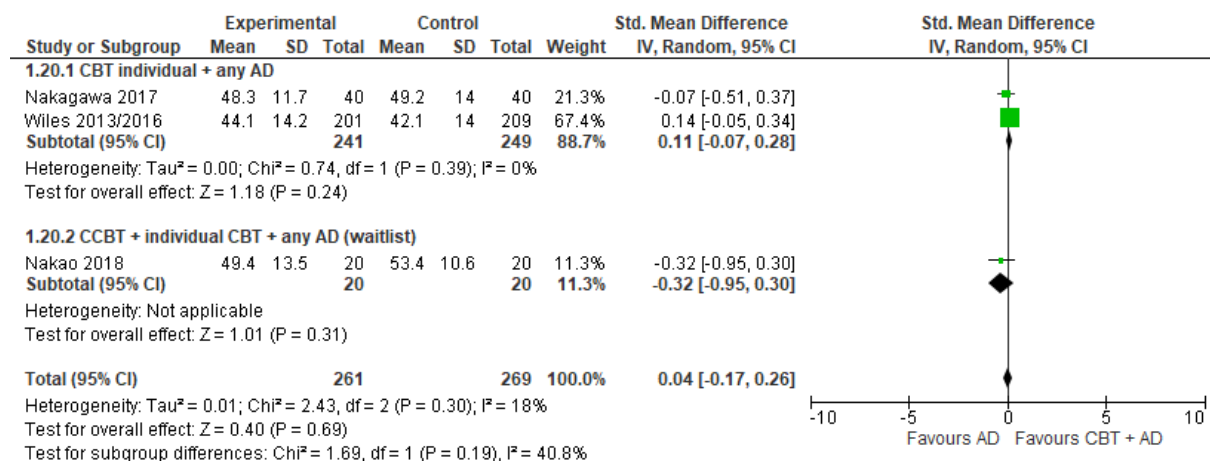 Experimental Control Std. Mean Difference Std. Mean Difference
Study or Subgroup Mean SD Total Mean SD Total Weight IV, Random, 95% CI IV, Random, 95% CI
1.20.1 CBT individual + any AD
Nakagawa 2017 48.3 11.7 40 49.2 14 40 21.3% -0.07 [-0.51, 0.37]
Wiles 2013/2016 44.1 14.2 201 42.1 14 209 67.4% 0.14 [-0.05, 0.34]
Subtotal (95% CI) 241 249 88.7% 0.11 [-0.07, 0.28]
Heterogeneity: Tau² = 0.00; Chi² = 0.74, df = 1 (P = 0.39); I² = 0%
Test for overall effect: Z = 1.18 (P = 0.24)
1.20.2 CCBT + individual CBT + any AD (waitlist)
Nakao 2018 49.4 13.5 20 53.4 10.6 20 11.3% -0.32 [-0.95, 0.30]
Subtotal (95% CI) 20 20 11.3% -0.32 [-0.95, 0.30]
Heterogeneity: Not applicable
Test for overall effect: Z = 1.01 (P = 0.31)
Total (95% CI) 261 269 100.0% 0.04 [-0.17, 0.26]
Heterogeneity: Tau² = 0.01; Chi² = 2.43, df = 2 (P = 0.30); I² = 18%
Test for overall effect: Z = 0.40 (P = 0.69)
Test for subgroup differences: Chi² = 1.69, df = 1 (P = 0.19), I² = 40.8%
-10 -5 0 5 10
Favours AD Favours CBT + AD